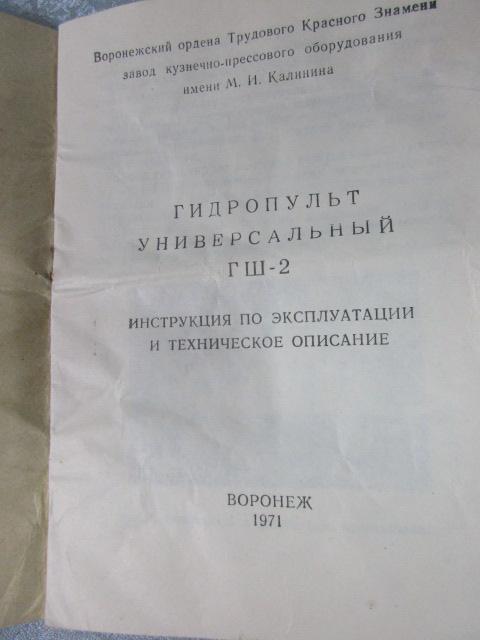 Воронежский ордена Трудового Красного Знамени
завод кузнечно-прессового оборудования
имени М. И. Калинина
ГИДРОПУЛЬТ
УНИВЕРСАЛЬНЫЙ
ГШ-2
ИНСТРУКЦИЯ ПО ЭКСПЛУАТАЦИИ
И ТЕХНИЧЕСКОЕ ОПИСАНИЕ
ВОРОНЕЖ
1971